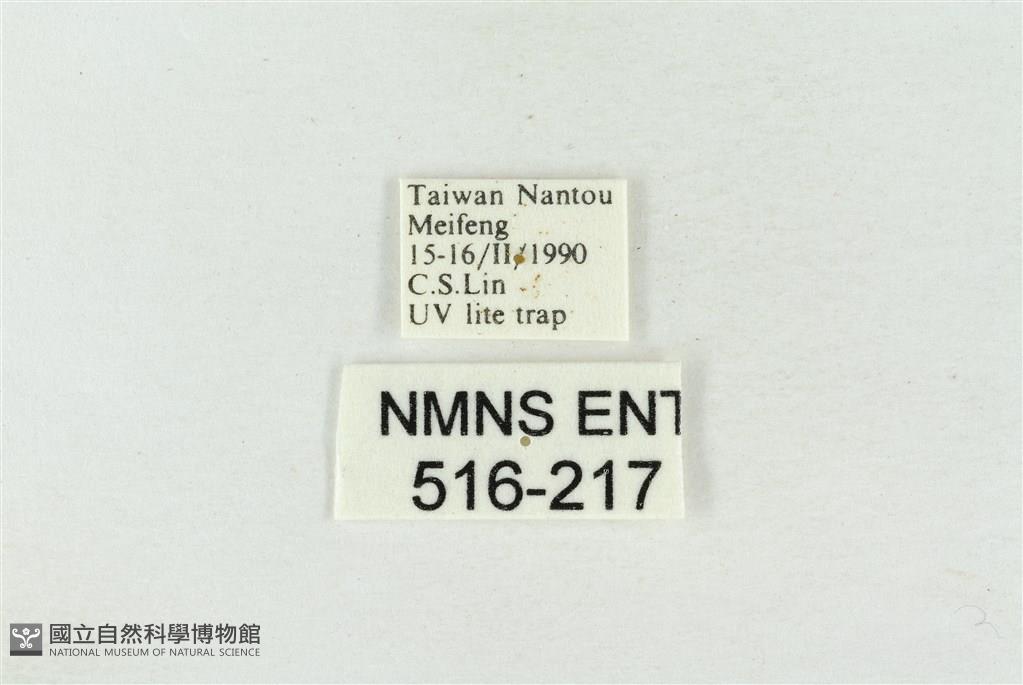 Taiwan Nantou
Meifeng
15-16/II/1990
C.S.Lin
UV lite trap
NMNS ENT
516-217
國立自然科學博物館
NATIONAL MUSEUM OF NATURAL SCIENCE